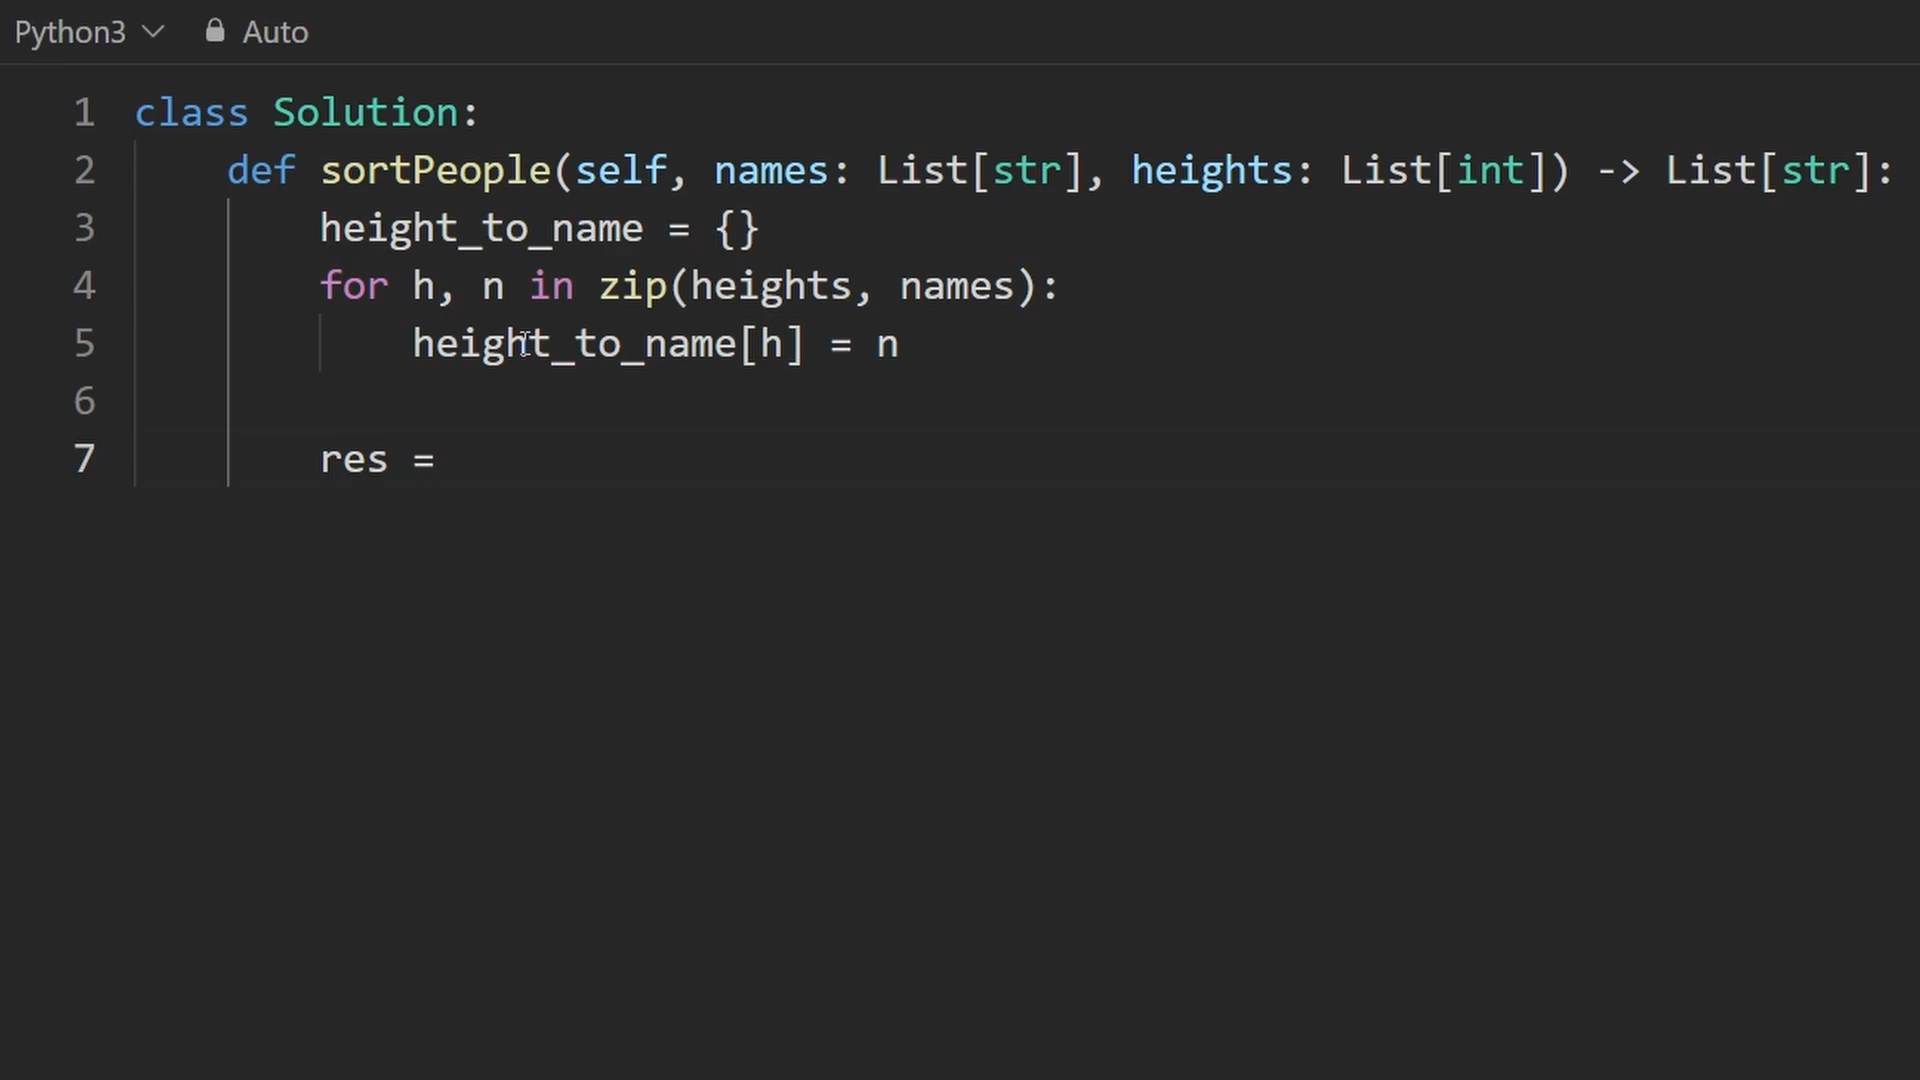 Python3 Auto
1 class Solution:
2 def sortPeople(self, names: List[str], heights: List[int]) -> List[str]:
3 height_to_name = {}
4 for h, n in zip(heights, names):
5 height_to_name[h] = n
6
7 res =